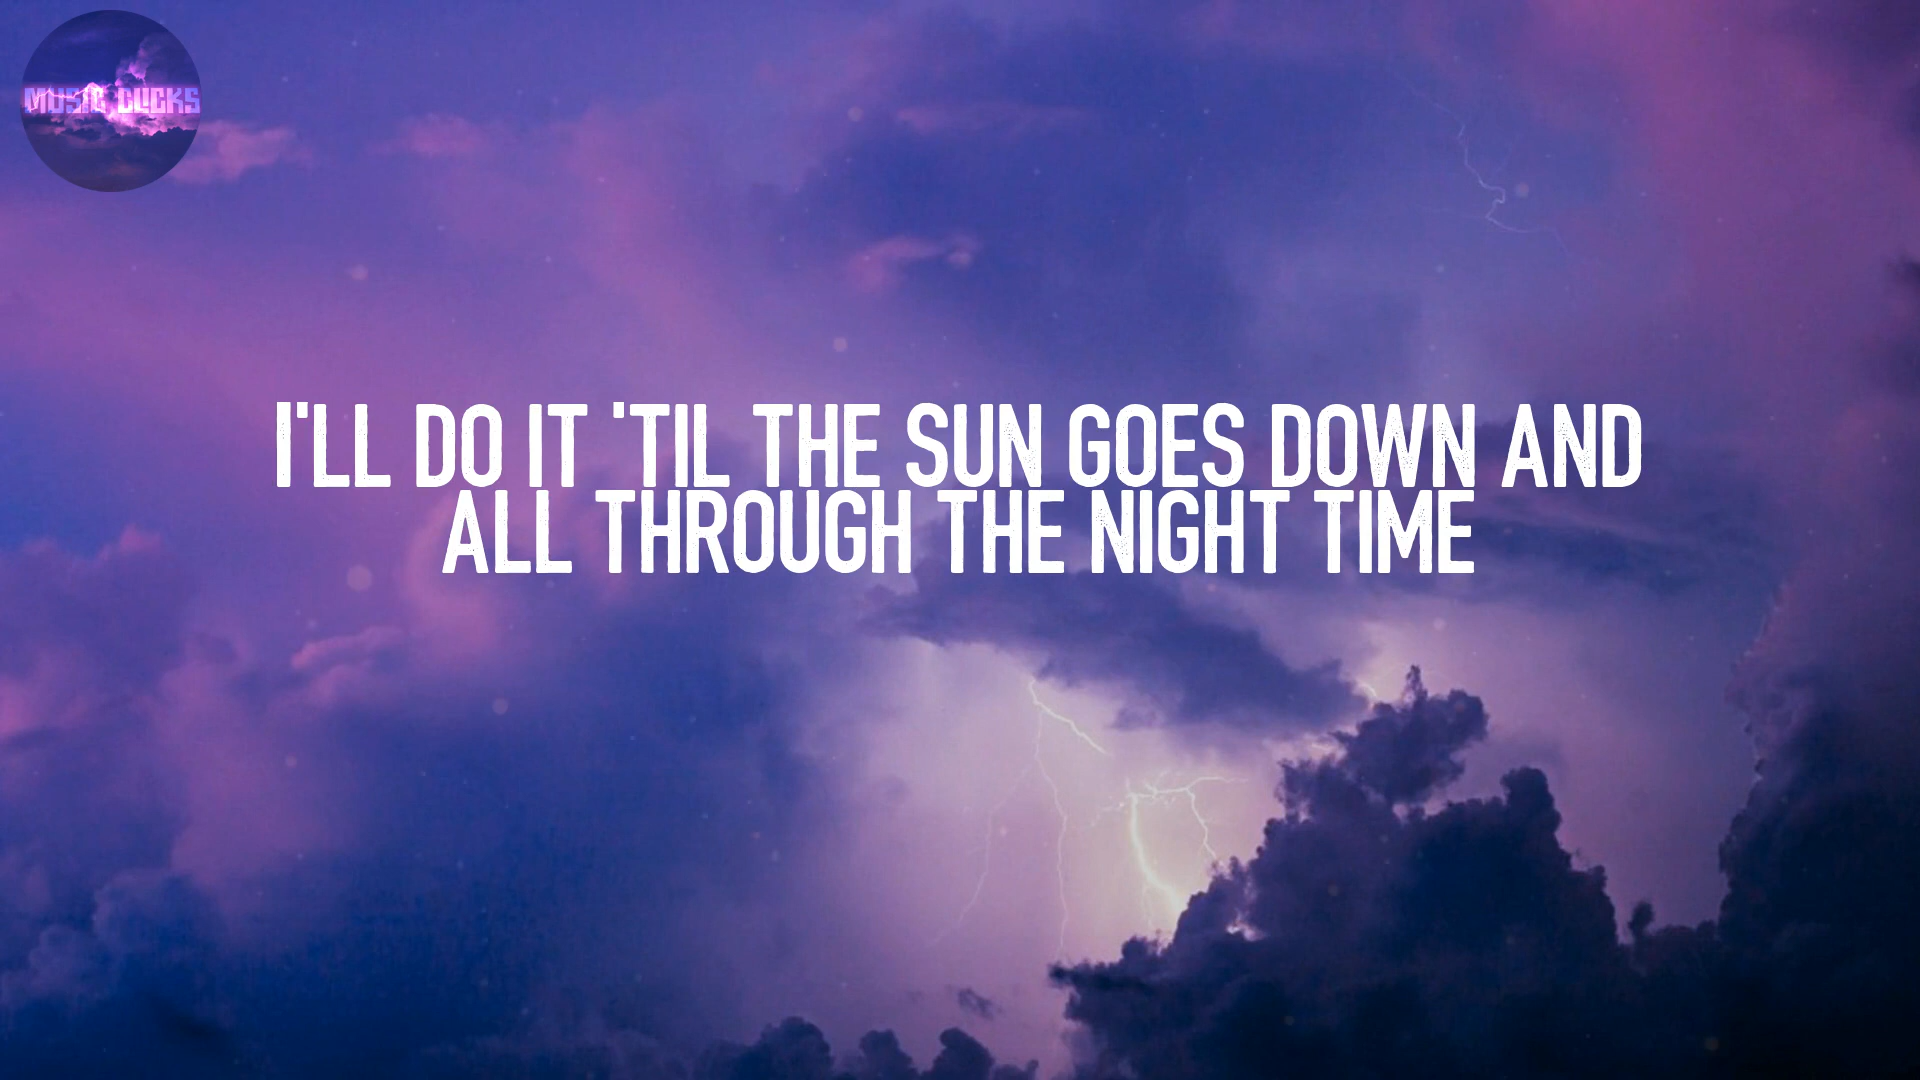 MUSIC CLICKS
I'LL DO IT 'TIL THE SUN GOES DOWN AND
ALL THROUGH THE NIGHT TIME